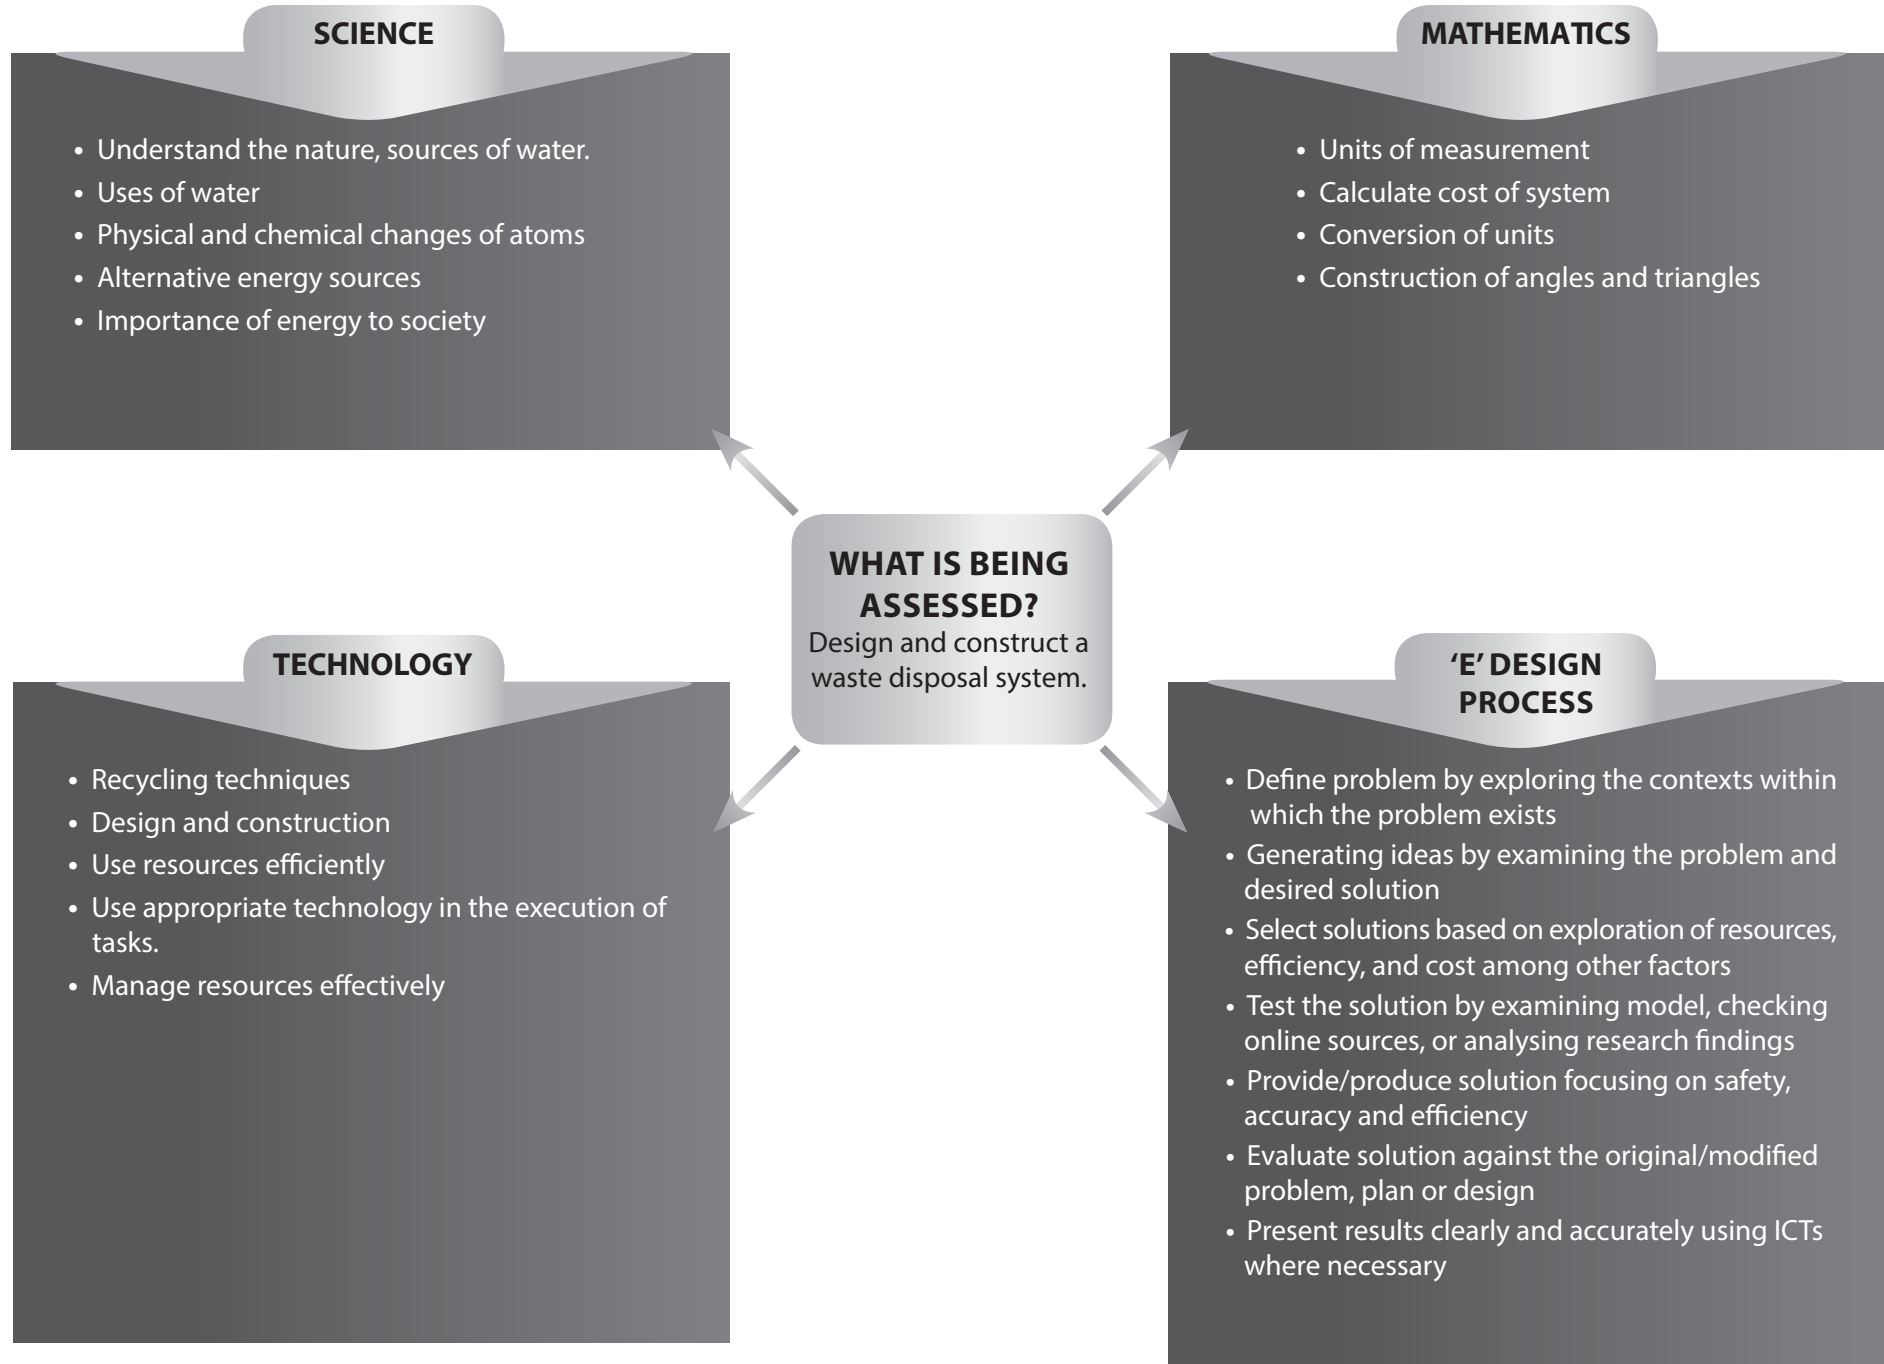 SCIENCE
• Understand the nature, sources of water.
• Uses of water
• Physical and chemical changes of atoms
• Alternative energy sources
• Importance of energy to society
MATHEMATICS
• Units of measurement
• Calculate cost of system
• Conversion of units
• Construction of angles and triangles
WHAT IS BEING
ASSESSED?
Design and construct a
waste disposal system.
TECHNOLOGY
• Recycling techniques
• Design and construction
• Use resources efficiently
• Use appropriate technology in the execution of
tasks.
• Manage resources effectively
‘E’ DESIGN
PROCESS
• Define problem by exploring the contexts within
which the problem exists
• Generating ideas by examining the problem and
desired solution
• Select solutions based on exploration of resources,
efficiency, and cost among other factors
• Test the solution by examining model, checking
online sources, or analysing research findings
• Provide/produce solution focusing on safety,
accuracy and efficiency
• Evaluate solution against the original/modified
problem, plan or design
• Present results clearly and accurately using ICTs
where necessary